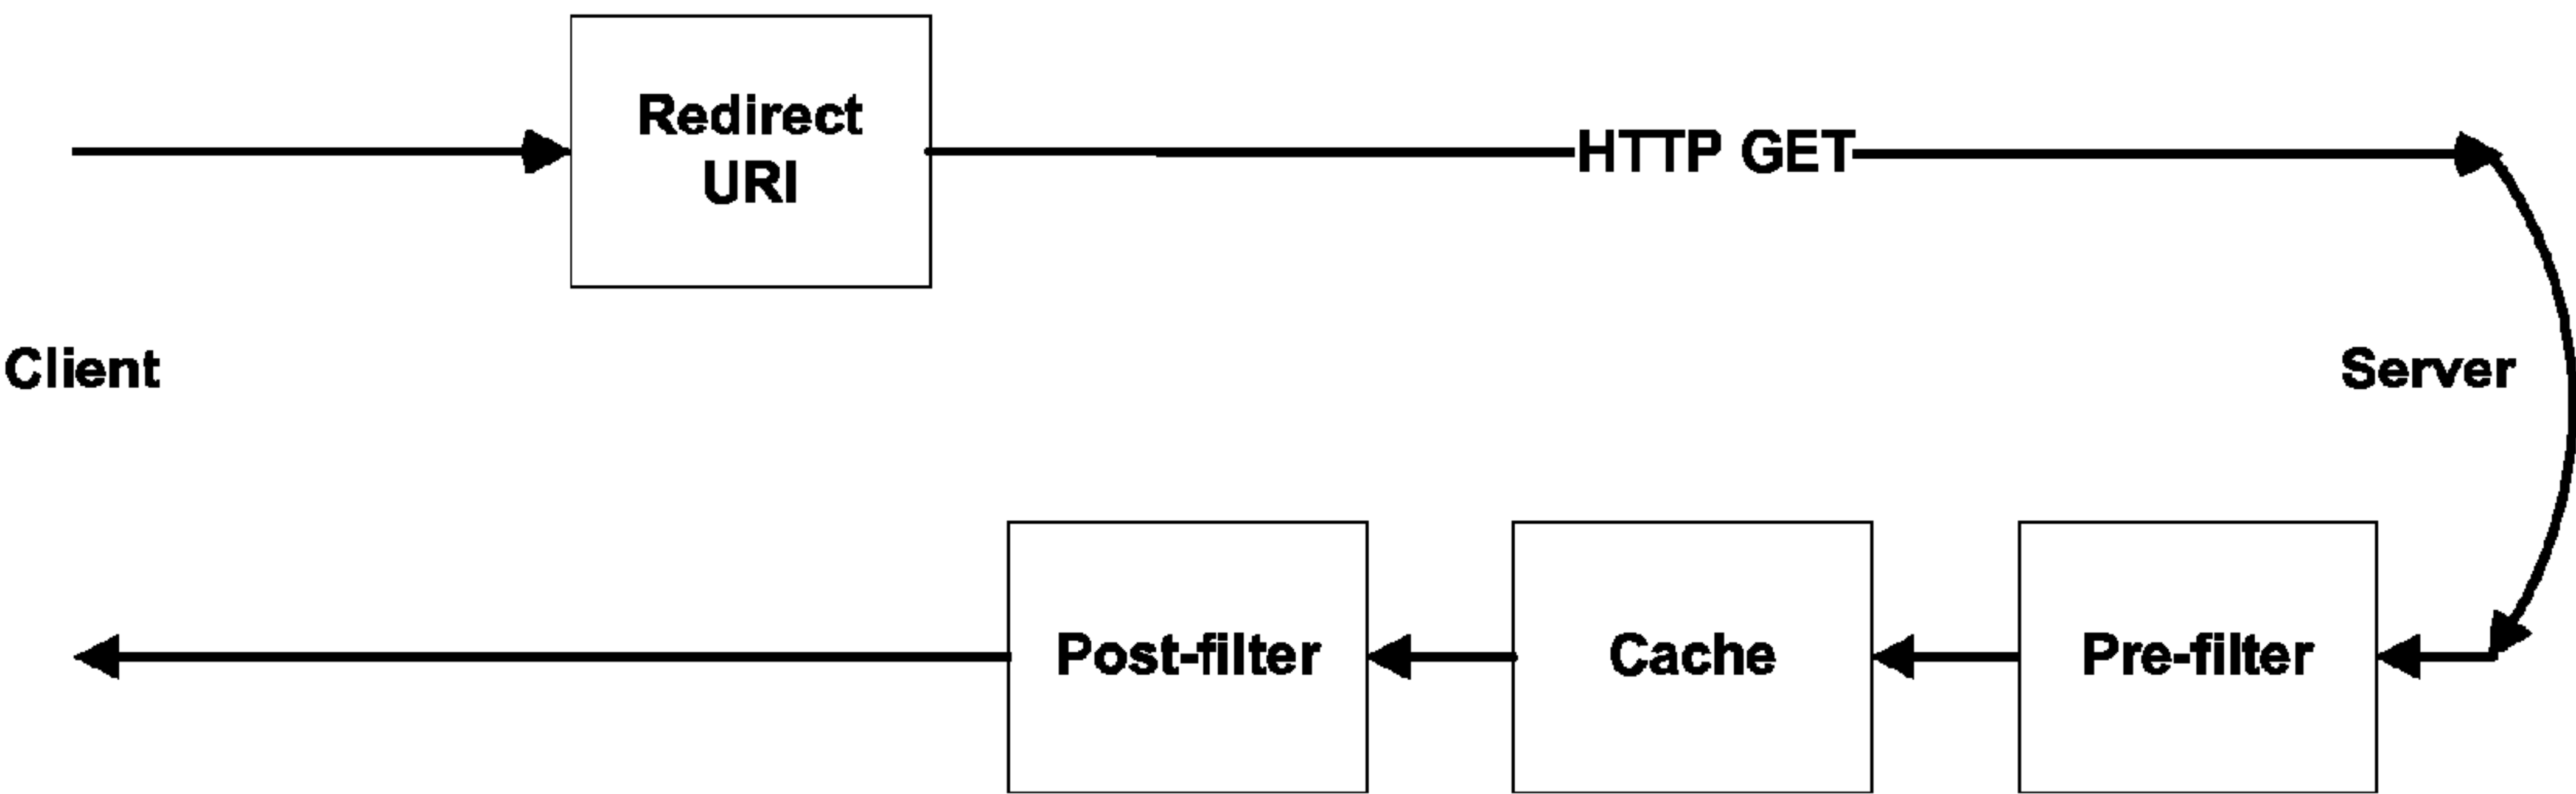 Redirect
URI
HTTP GET
Client
Server
Post-filter
Cache
Pre-filter